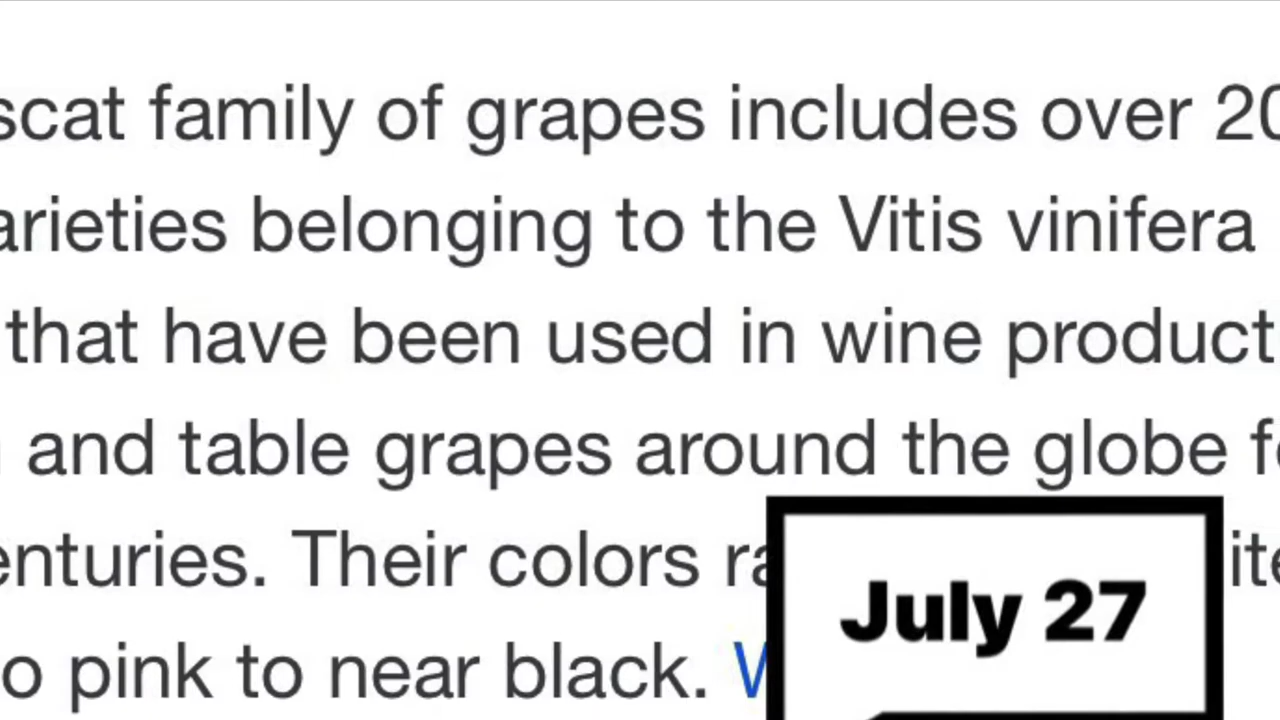 scat family of grapes includes over 20
arieties belonging to the Vitis vinifera
that have been used in wine product
and table grapes around the globe f
enturies. Their colors ra ite
o pink to near black. W
July 27